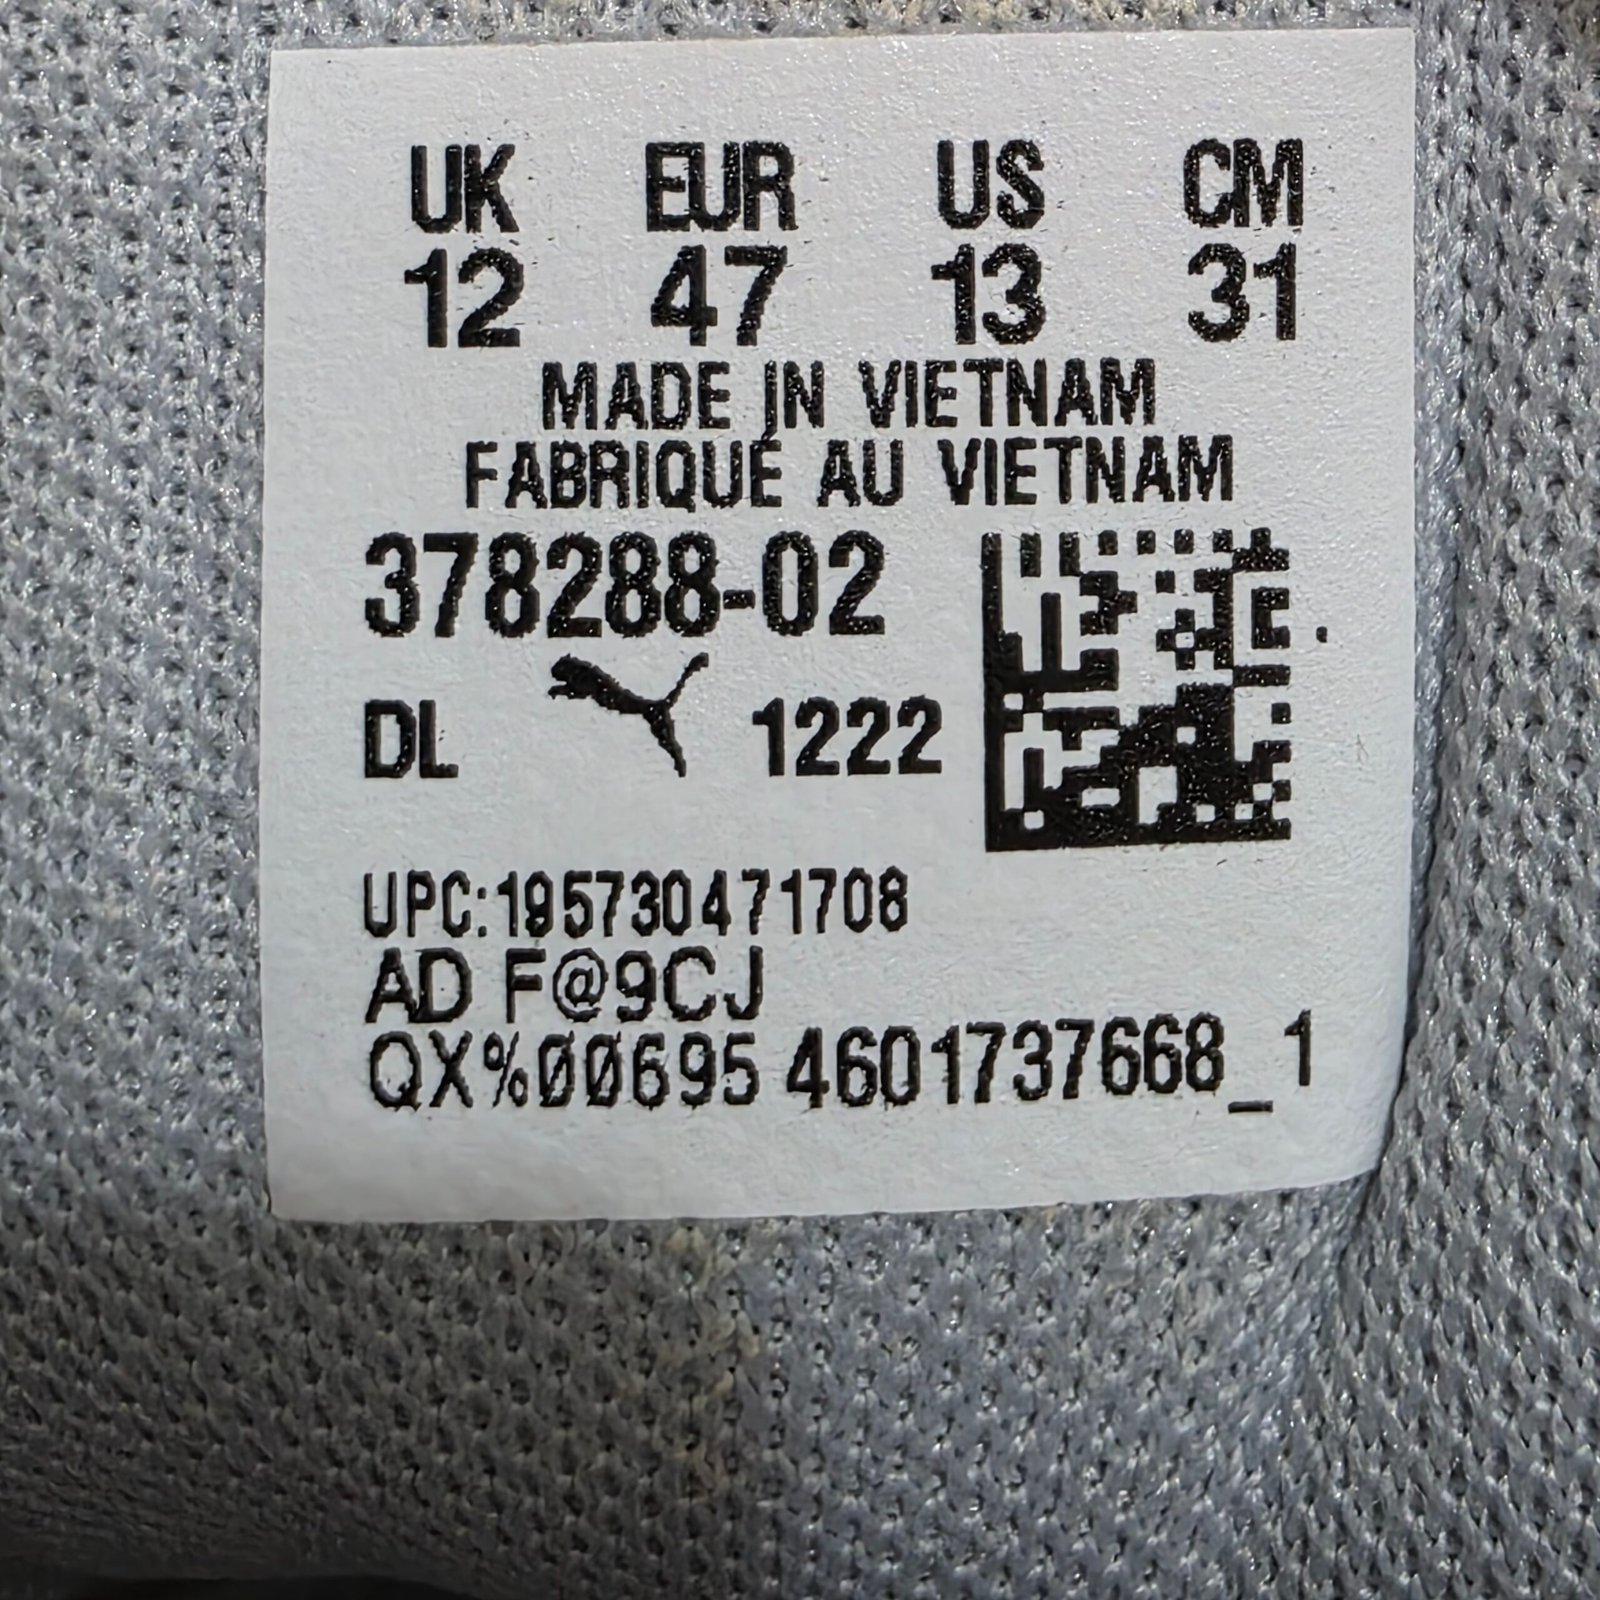 UK EUR US CM
12 47 13 31
MADE IN VIETNAM
FABRIQUÉ AU VIETNAM
378288-02
DL 1222
UPC:195730471708
AD F@9CJ
QX%00695 4601737668_1